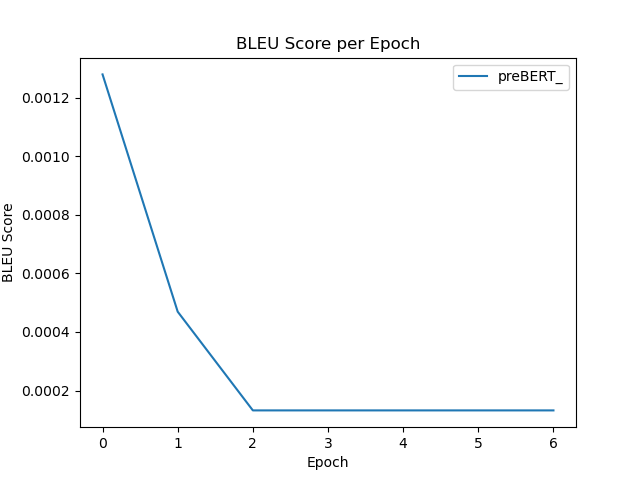 BLEU Score per Epoch
preBERT_
BLEU Score
0.0012
0.0010
0.0008
0.0006
0.0004
0.0002
0 1 2 3 4 5 6
Epoch